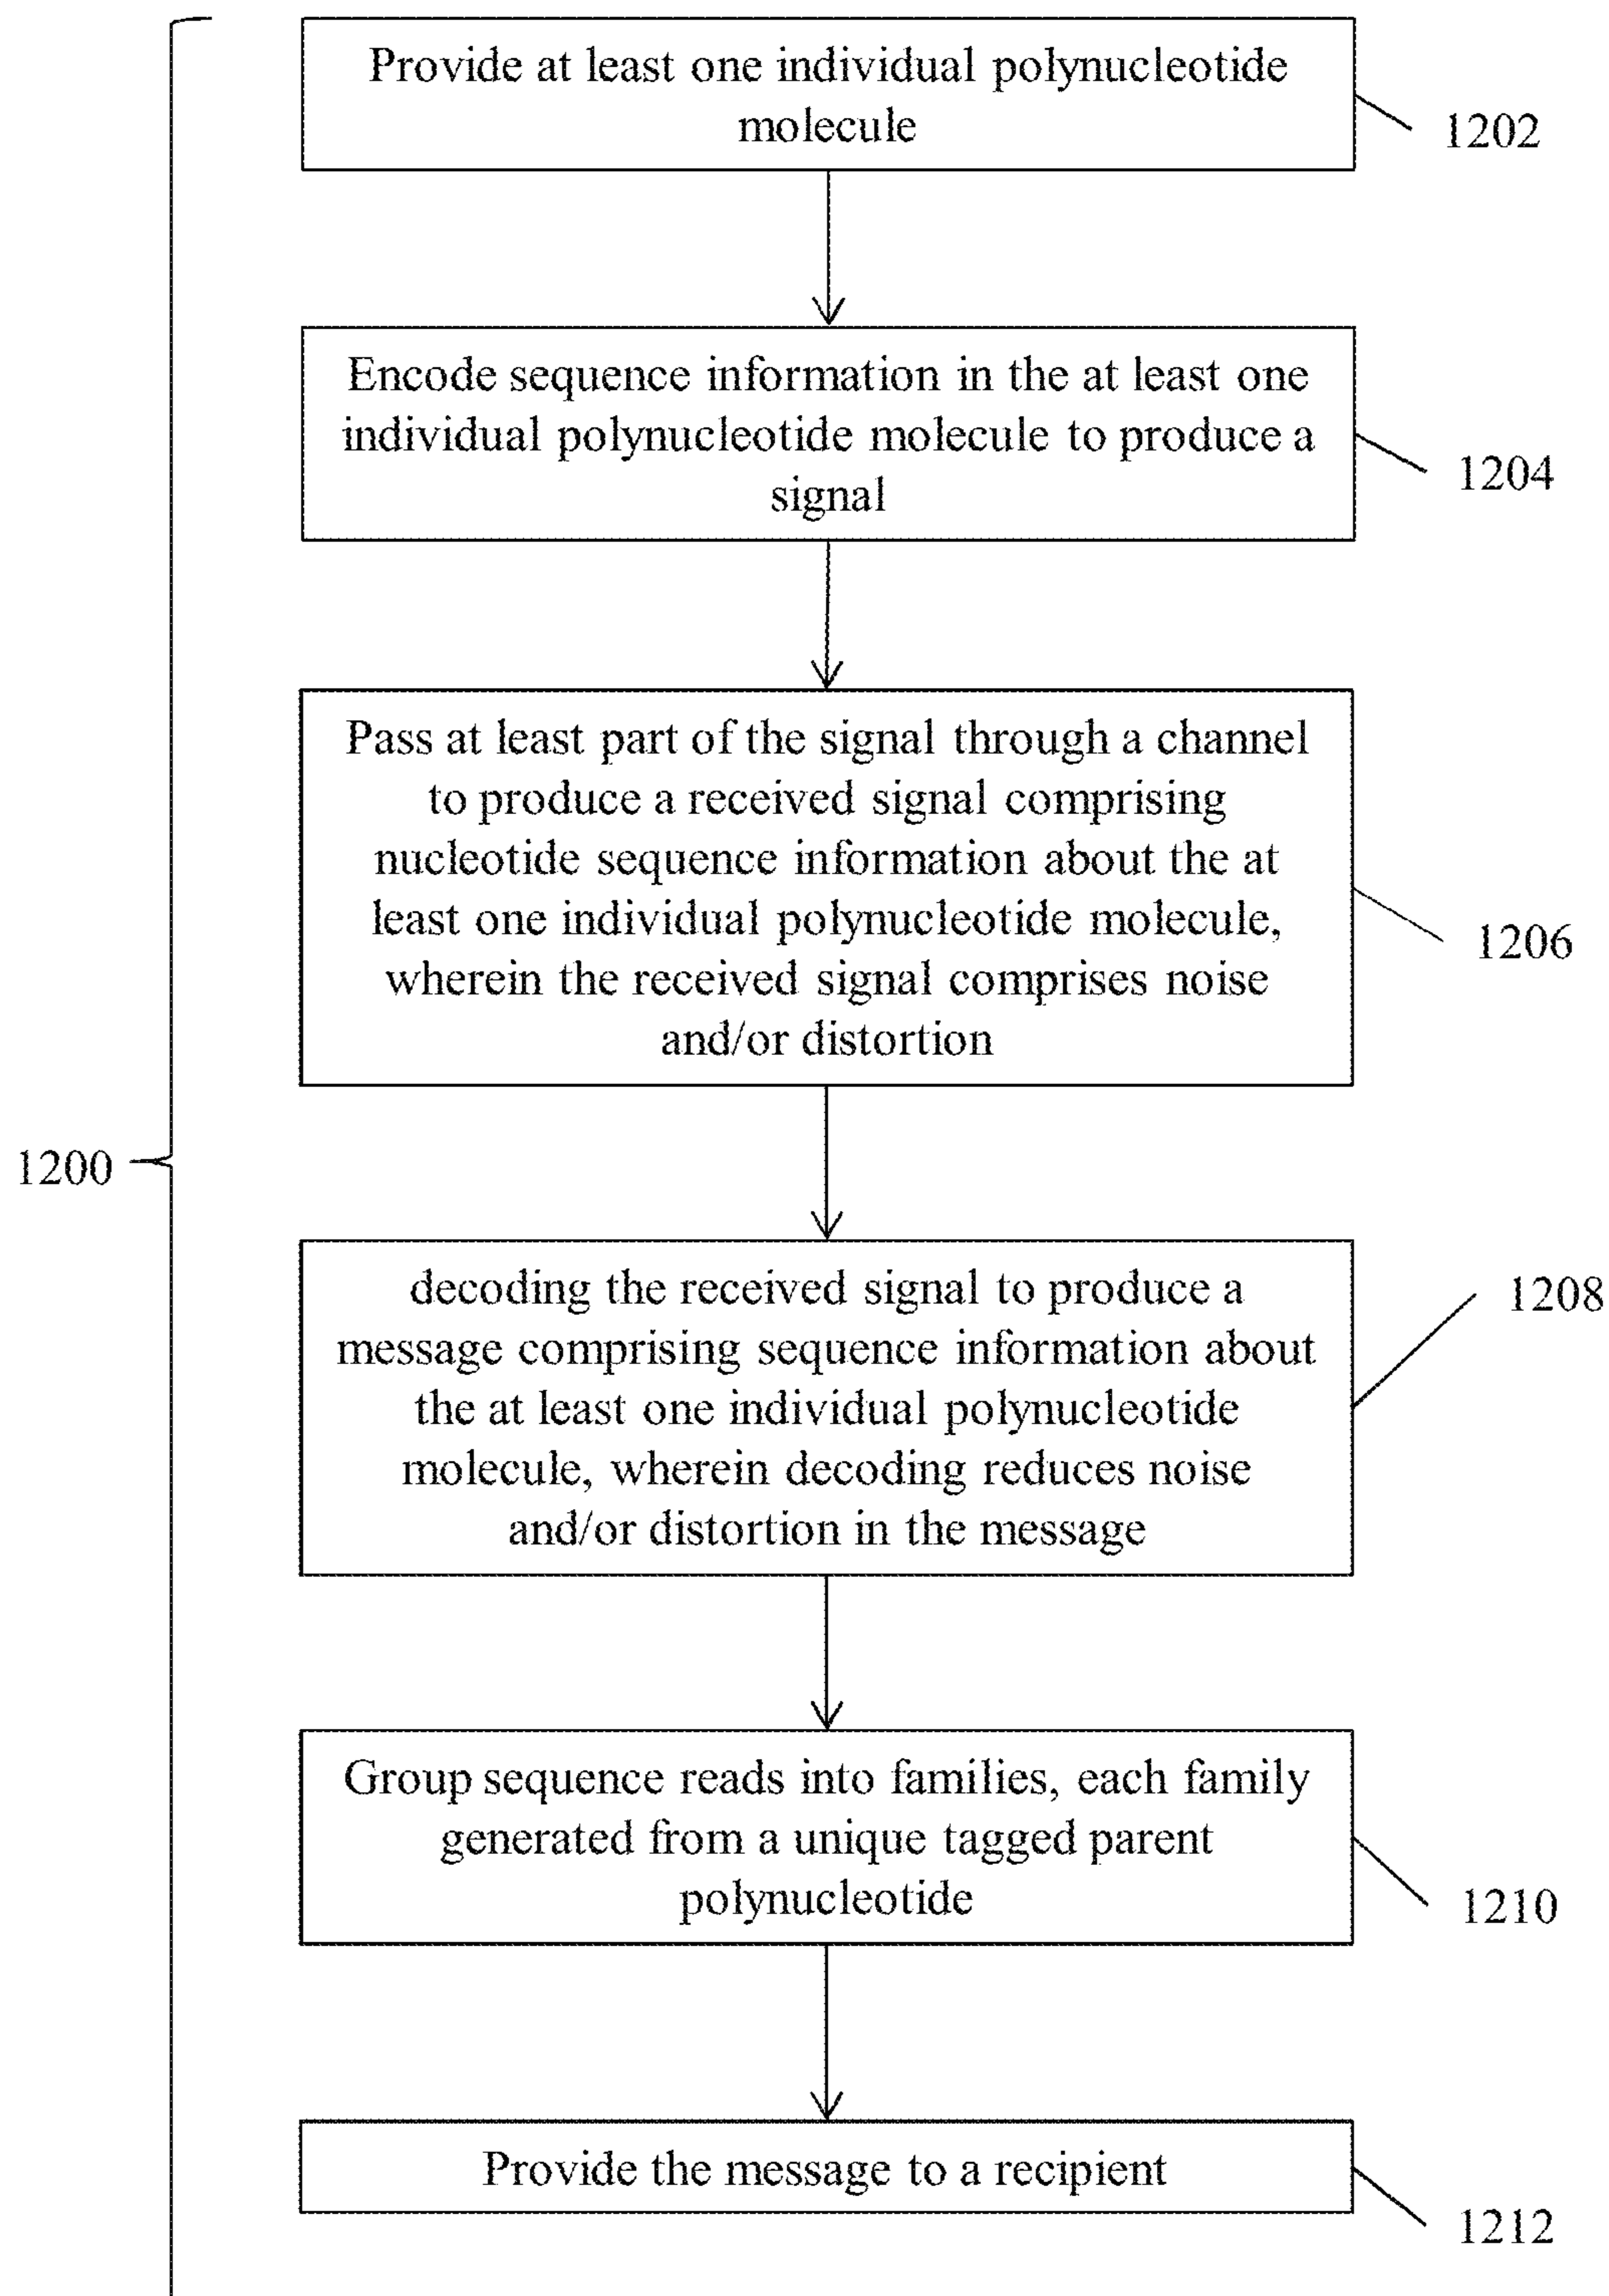 Provide at least one individual polynucleotide
molecule
1202
Encode sequence information in the at least one
individual polynucleotide molecule to produce a
signal
1204
Pass at least part of the signal through a channel
to produce a received signal comprising
nucleotide sequence information about the at
least one individual polynucleotide molecule,
wherein the received signal comprises noise
and/or distortion
1206
1200
decoding the received signal to produce a
message comprising sequence information about
the at least one individual polynucleotide
molecule, wherein decoding reduces noise
and/or distortion in the message
1208
Group sequence reads into families, each family
generated from a unique tagged parent
polynucleotide
1210
Provide the message to a recipient
1212